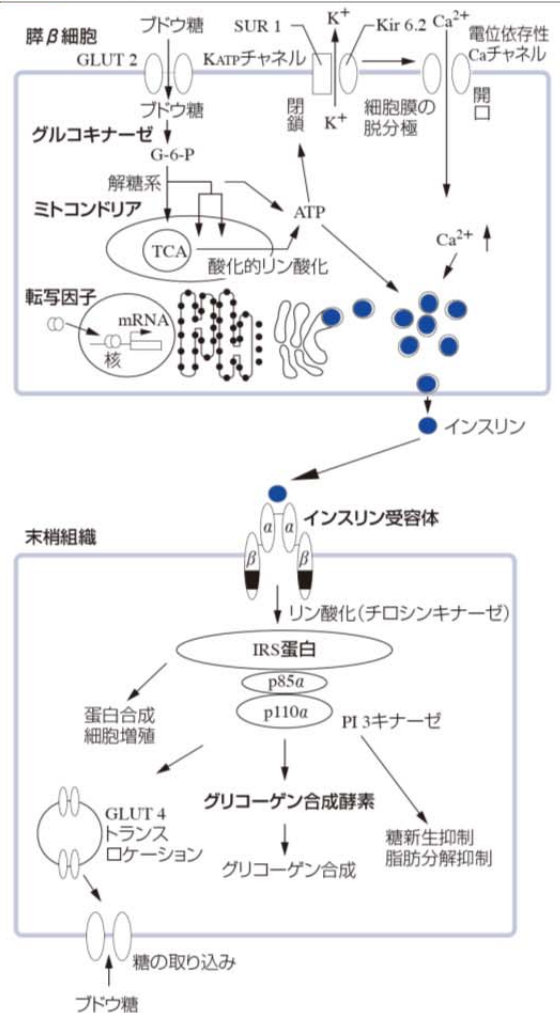 膵β細胞
ブドウ糖
SUR 1
K+
Kir 6.2
Ca2+
電位依存性
Caチャネル
GLUT 2
KATPチャネル
ブドウ糖
閉鎖
K+
細胞膜の
脱分極
開口
グルコキナーゼ
G-6-P
解糖系
ミトコンドリア
ATP
TCA
酸化的リン酸化
Ca2+
転写因子
mRNA
核
インスリン
インスリン受容体
α α
末梢組織
β β
リン酸化(チロシンキナーゼ)
IRS蛋白
p85α
p110α
PI 3キナーゼ
蛋白合成
細胞増殖
GLUT 4
トランス
ロケーション
グリコーゲン合成酵素
グリコーゲン合成
糖新生抑制
脂肪分解抑制
糖の取り込み
ブドウ糖